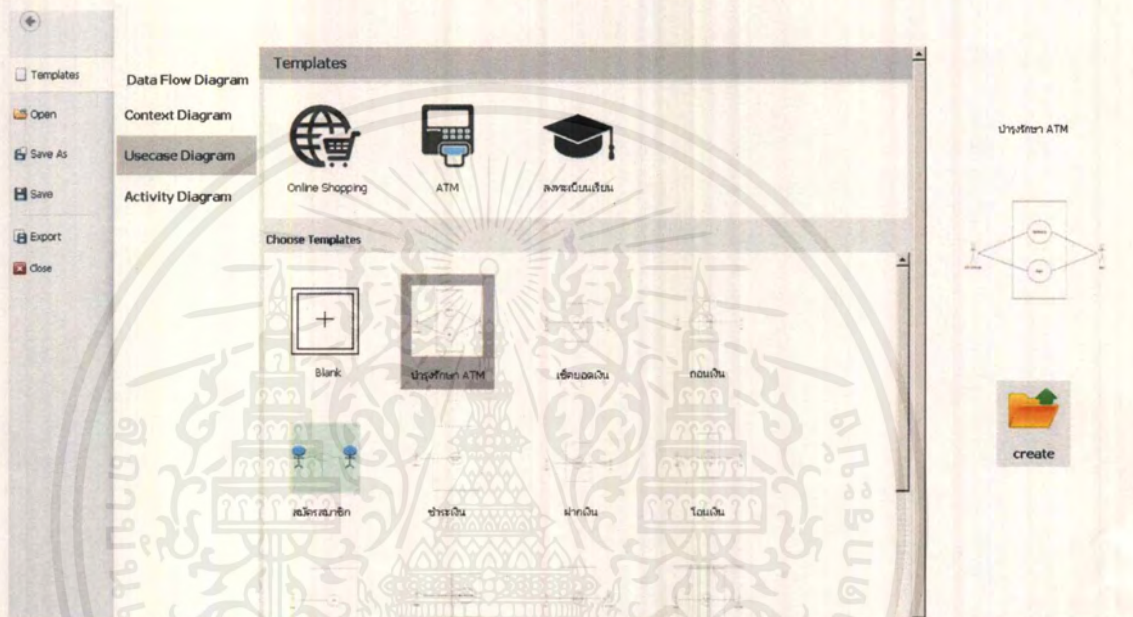 Templates
Open
Save As
Save
Export
Close
Data Flow Diagram
Context Diagram
Usecase Diagram
Activity Diagram
Templates
Online Shopping
ATM
ลงทะเบียนเรียน
Choose Templates
Blank
บำรุงรักษา ATM
เช็คยอดเงิน
ถอนเงิน
สมัครสมาชิก
ชำระเงิน
ฝากเงิน
โอนเงิน
บำรุงรักษา ATM
create